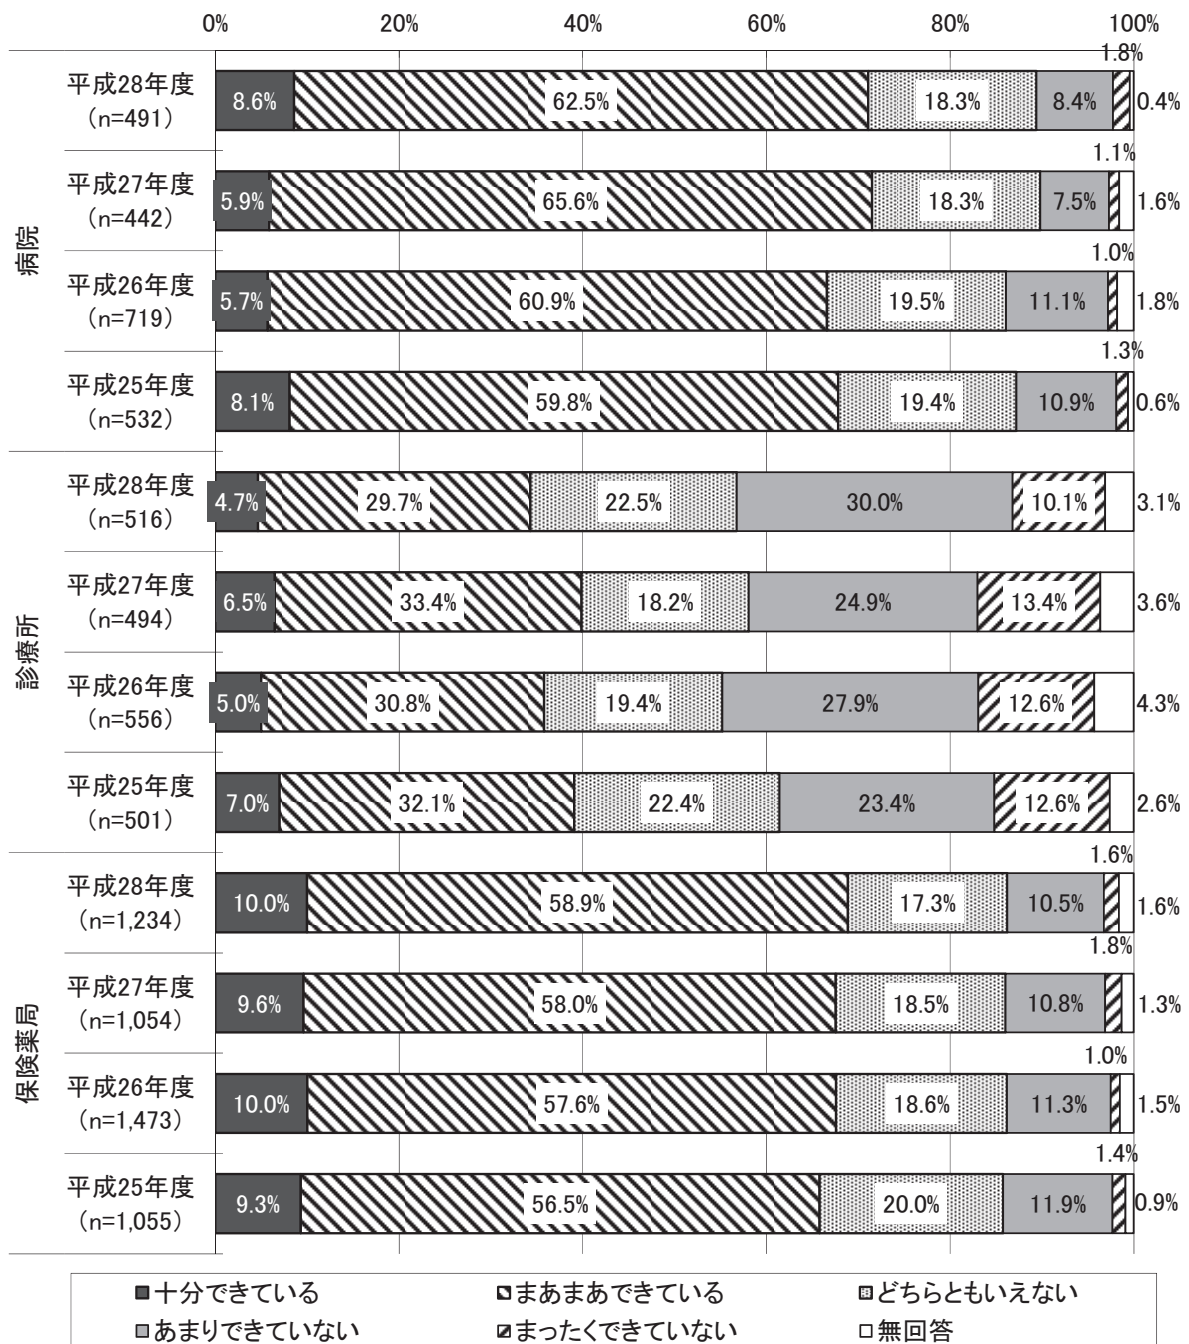 0% 20% 40% 60% 80% 100%
病院
1.8%
平成28年度
(n=491)
8.6% 62.5% 18.3% 8.4% 0.4%
1.1%
平成27年度
(n=442)
5.9% 65.6% 18.3% 7.5% 1.6%
1.0%
平成26年度
(n=719)
5.7% 60.9% 19.5% 11.1% 1.8%
1.3%
平成25年度
(n=532)
8.1% 59.8% 19.4% 10.9% 0.6%
診療所
平成28年度
(n=516)
4.7% 29.7% 22.5% 30.0% 10.1% 3.1%
平成27年度
(n=494)
6.5% 33.4% 18.2% 24.9% 13.4% 3.6%
平成26年度
(n=556)
5.0% 30.8% 19.4% 27.9% 12.6% 4.3%
平成25年度
(n=501)
7.0% 32.1% 22.4% 23.4% 12.6% 2.6%
保険薬局
1.6%
平成28年度
(n=1,234)
10.0% 58.9% 17.3% 10.5% 1.6%
1.8%
平成27年度
(n=1,054)
9.6% 58.0% 18.5% 10.8% 1.3%
1.0%
平成26年度
(n=1,473)
10.0% 57.6% 18.6% 11.3% 1.5%
1.4%
平成25年度
(n=1,055)
9.3% 56.5% 20.0% 11.9% 0.9%
十分できている まあまあできている どちらともいえない
あまりできていない まったくできていない 無回答